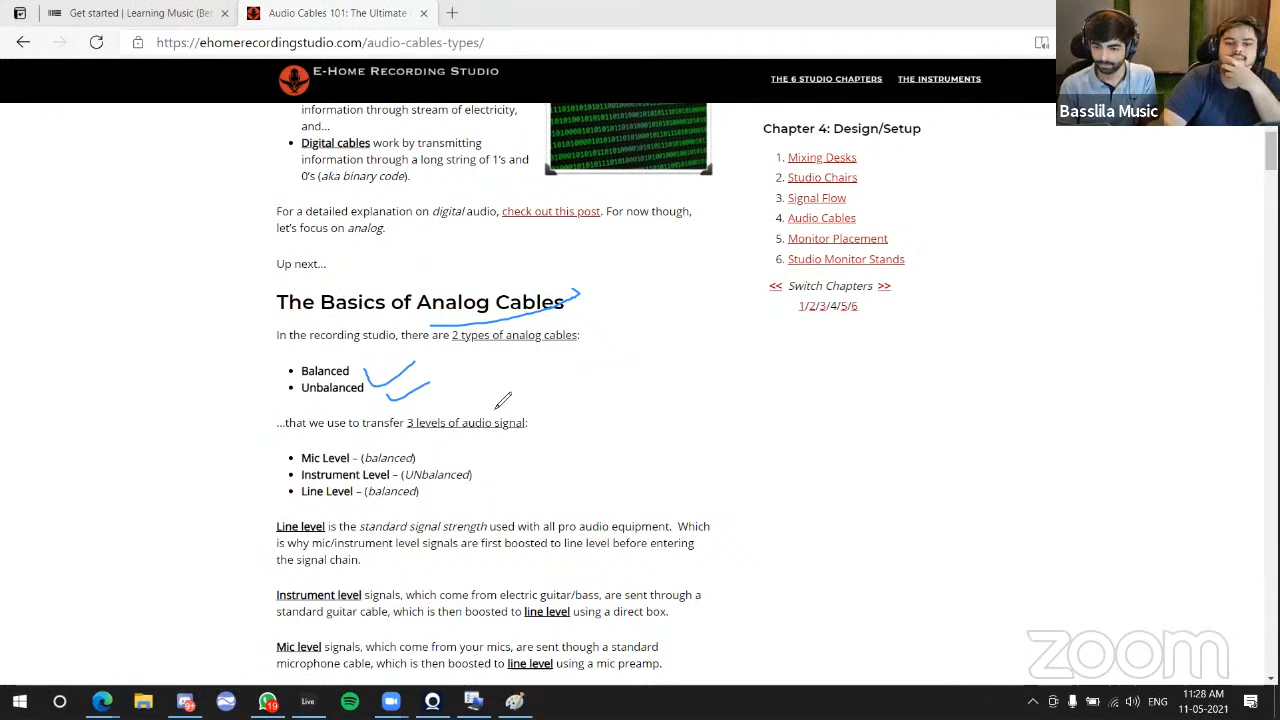 Get started | Learning Music (Bet
Audio Cables 101: The Ultimate G
https://ehomerecordingstudio.com/audio-cables-types/
E-Home Recording Studio
THE 6 STUDIO CHAPTERS
THE INSTRUMENTS
Basslila Music
information through stream of electricity,
and...
Digital cables work by transmitting
information through a long string of 1's and
0's (aka binary code).
For a detailed explanation on digital audio, check out this post. For now though,
let's focus on analog.
Up next...
The Basics of Analog Cables
In the recording studio, there are 2 types of analog cables:
Balanced
Unbalanced
...that we use to transfer 3 levels of audio signal:
Mic Level – (balanced)
Instrument Level – (UNbalanced)
Line Level – (balanced)
Line level is the standard signal strength used with all pro audio equipment. Which
is why mic/instrument level signals are first boosted to line level before entering
the signal chain.
Instrument level signals, which come from electric guitar/bass, are sent through a
standard guitar cable, which is then boosted to line level using a direct box.
Mic level signals, which come from your mics, are sent though a standard
microphone cable, which is then boosted to line level using a mic preamp.
Chapter 4: Design/Setup
1. Mixing Desks
2. Studio Chairs
3. Signal Flow
4. Audio Cables
5. Monitor Placement
6. Studio Monitor Stands
<< Switch Chapters >>
1/2/3/4/5/6
zoom
19
9+
Live
ENG
11:28 AM
11-05-2021